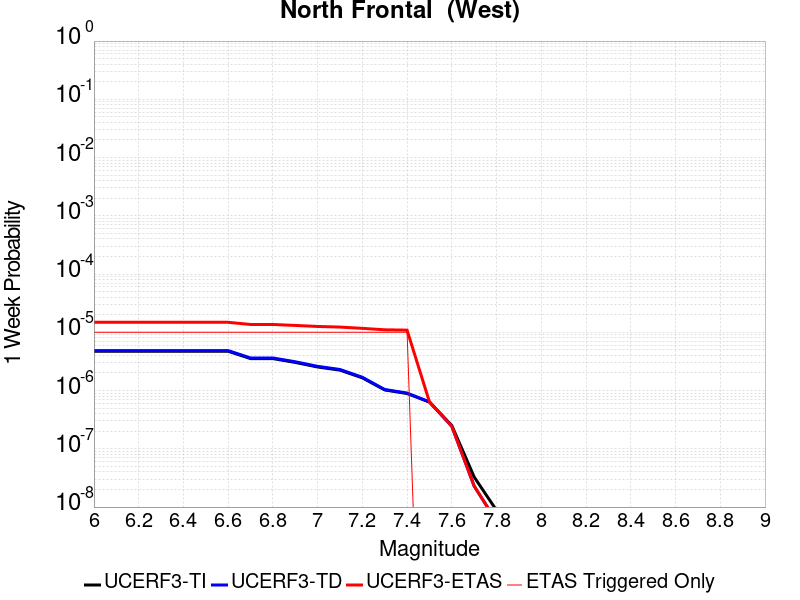 North Frontal  (West)
10^0
10^-1
10^-2
10^-3
10^-4
10^-5
10^-6
10^-7
10^-8
1 Week Probability
6 6.2 6.4 6.6 6.8 7 7.2 7.4 7.6 7.8 8 8.2 8.4 8.6 8.8 9
Magnitude
UCERF3-TI UCERF3-TD UCERF3-ETAS ETAS Triggered Only